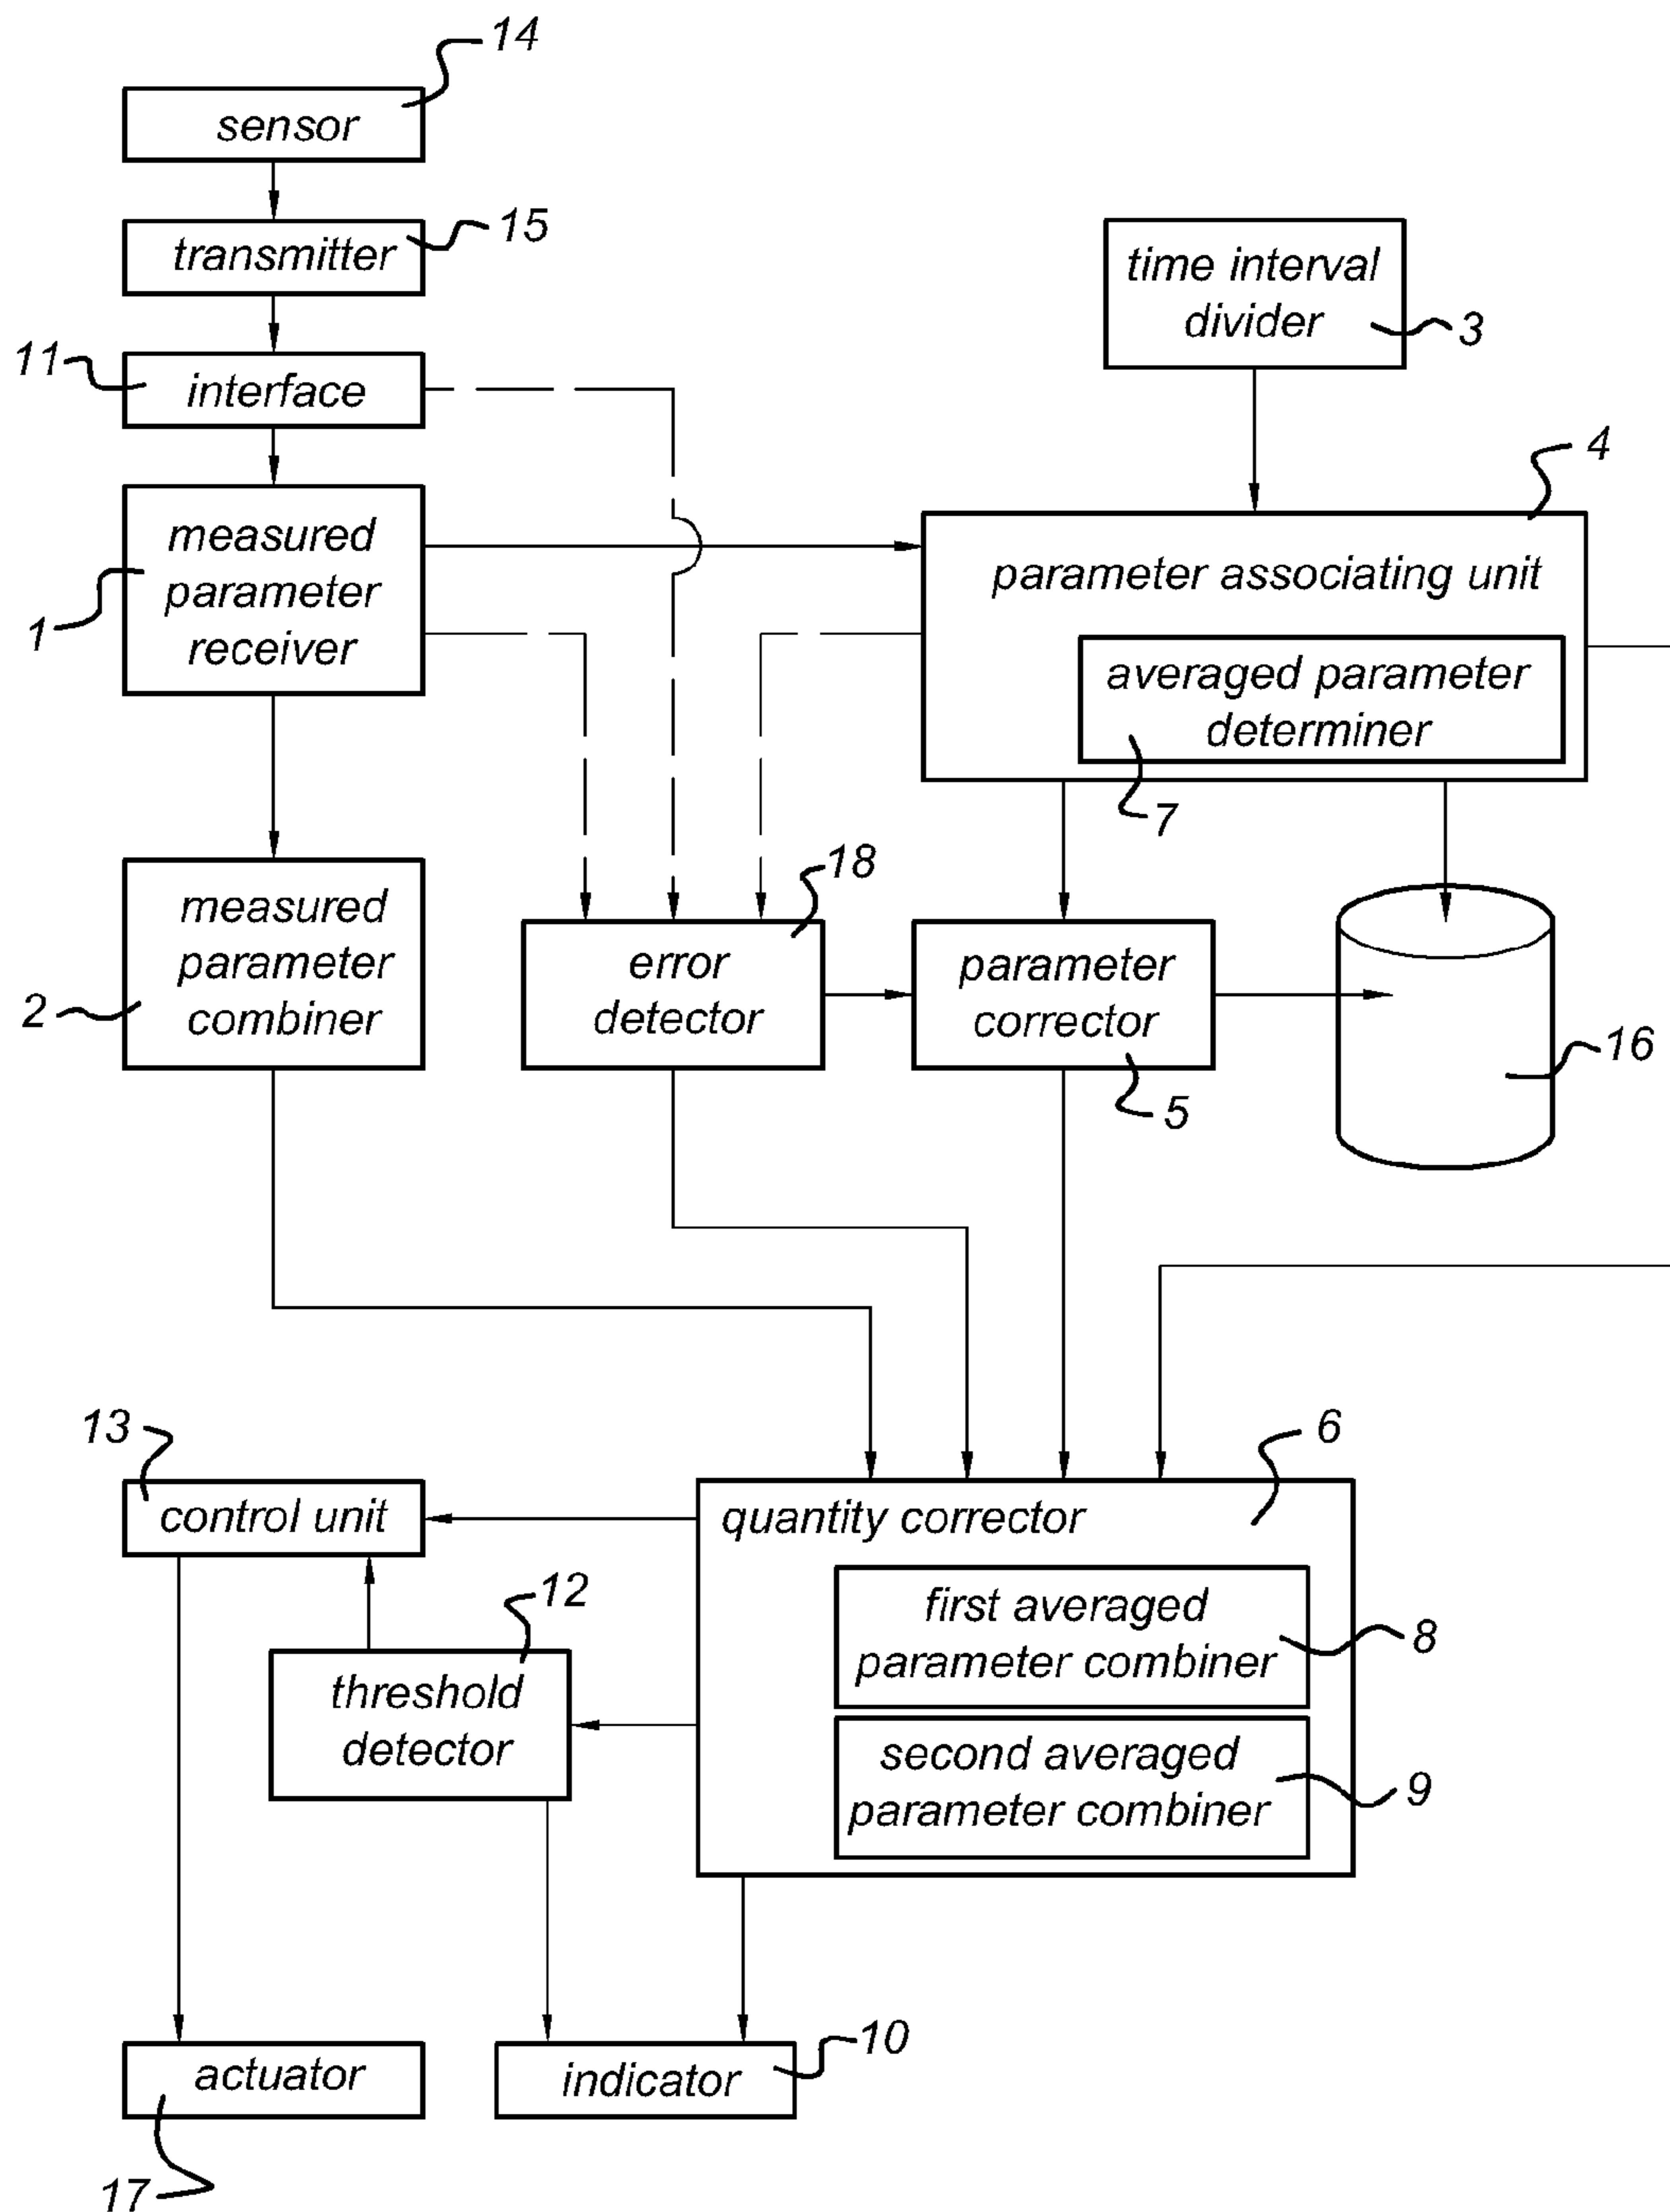 14
sensor
15
transmitter
time interval
divider
3
11
interface
4
measured
parameter
receiver
1
parameter associating unit
averaged parameter
determiner
7
measured
parameter
combiner
2
18
error
detector
parameter
corrector
5
16
13
control unit
6
quantity corrector
12
first averaged
parameter combiner
8
threshold
detector
second averaged
parameter combiner
9
10
actuator
indicator
17